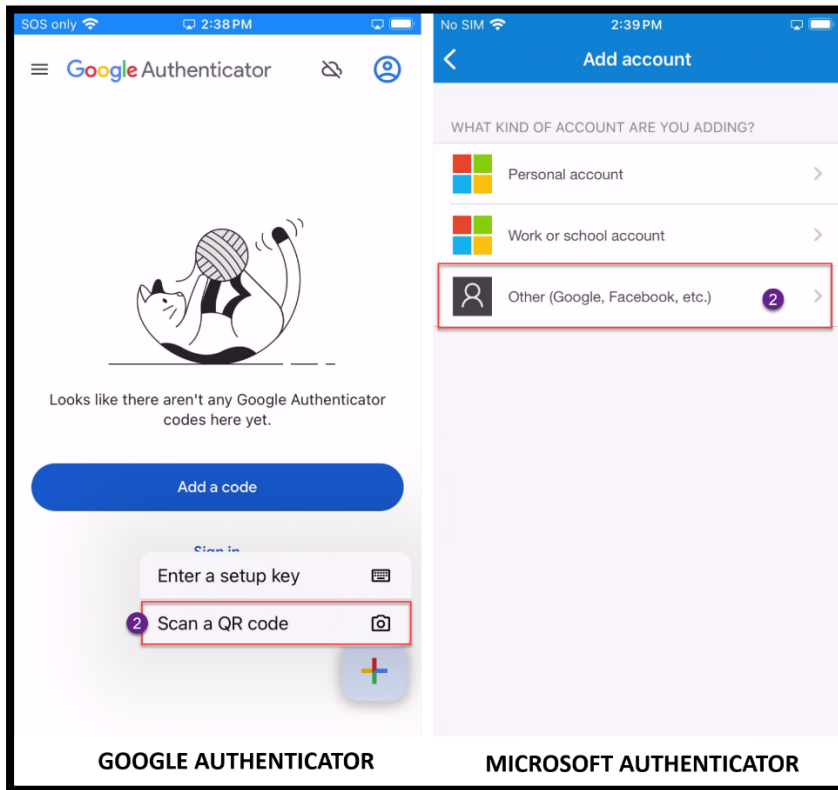 SOS only 2:38 PM
Google Authenticator
Looks like there aren't any Google Authenticator
codes here yet.
Add a code
Sign in
Enter a setup key
2 Scan a QR code
GOOGLE AUTHENTICATOR
No SIM 2:39 PM
Add account
WHAT KIND OF ACCOUNT ARE YOU ADDING?
Personal account
Work or school account
Other (Google, Facebook, etc.) 2
MICROSOFT AUTHENTICATOR